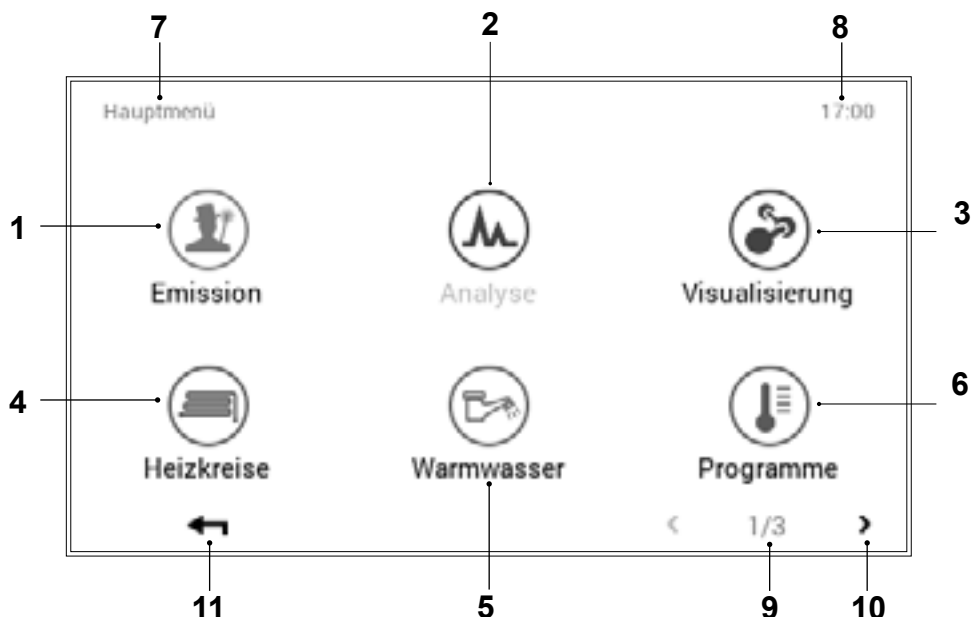 7 2 8
Hauptmenü 17:00
1 3
Emission Analyse Visualisierung
4 6
Heizkreise Warmwasser Programme
< 1/3 >
11 5 9 10